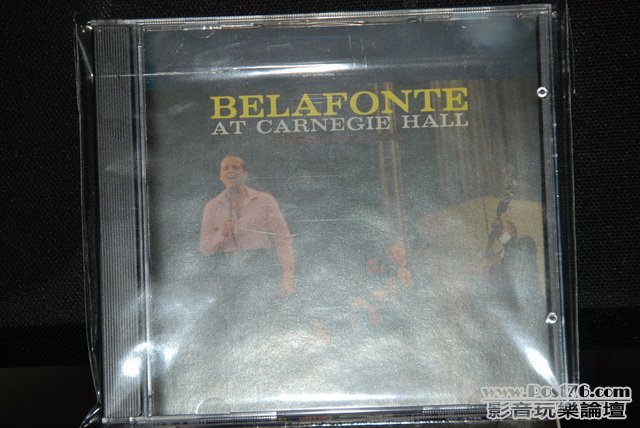 BELAFONTE
AT CARNEGIE HALL
www.Post76.com
影音玩樂論壇